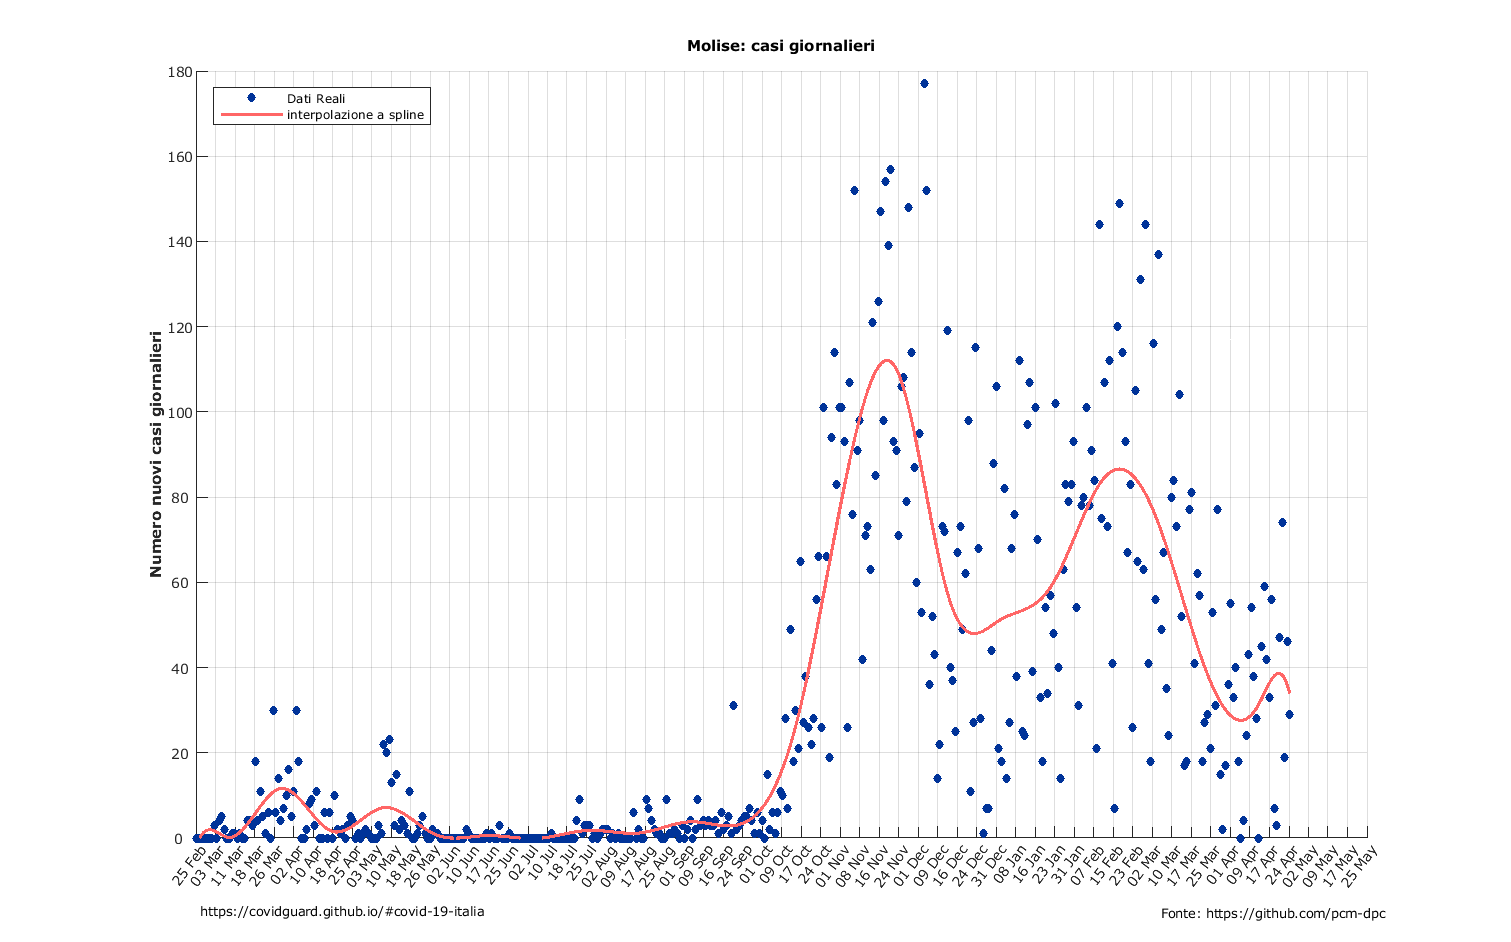 Molise: casi giornalieri
Dati Reali
interpolazione a spline
Numero nuovi casi giornalieri
180
160
140
120
100
80
60
40
20
0
25 Feb
03 Mar
11 Mar
18 Mar
26 Mar
02 Apr
10 Apr
18 Apr
25 Apr
03 May
10 May
18 May
26 May
02 Jun
10 Jun
17 Jun
25 Jun
02 Jul
10 Jul
18 Jul
25 Jul
02 Aug
09 Aug
17 Aug
25 Aug
01 Sep
09 Sep
16 Sep
24 Sep
01 Oct
09 Oct
17 Oct
24 Oct
01 Nov
08 Nov
16 Nov
24 Nov
01 Dec
09 Dec
16 Dec
24 Dec
31 Dec
08 Jan
16 Jan
23 Jan
31 Jan
07 Feb
15 Feb
23 Feb
02 Mar
10 Mar
17 Mar
25 Mar
01 Apr
09 Apr
17 Apr
24 Apr
02 May
09 May
17 May
25 May
https://covidguard.github.io/#covid-19-italia
Fonte: https://github.com/pcm-dpc